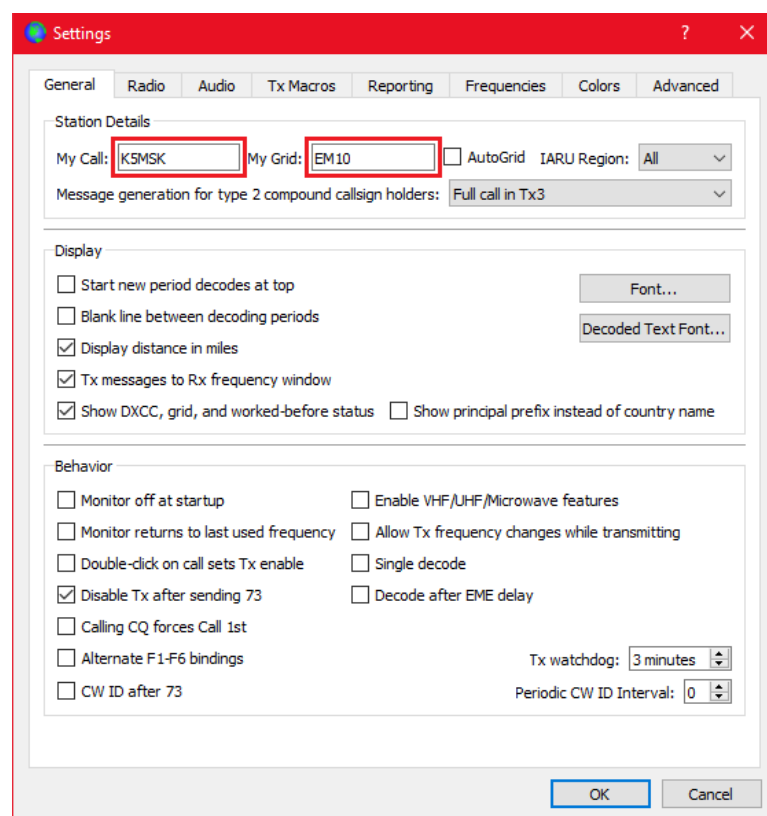 Settings
General Radio Audio Tx Macros Reporting Frequencies Colors Advanced
Station Details
My Call: K5MSK My Grid: EM10 AutoGrid IARU Region: All
Message generation for type 2 compound callsign holders: Full call in Tx3
Display
Start new period decodes at top Font...
Blank line between decoding periods Decoded Text Font...
Display distance in miles
Tx messages to Rx frequency window
Show DXCC, grid, and worked-before status Show principal prefix instead of country name
Behavior
Monitor off at startup Enable VHF/UHF/Microwave features
Monitor returns to last used frequency Allow Tx frequency changes while transmitting
Double-click on call sets Tx enable Single decode
Disable Tx after sending 73 Decode after EME delay
Calling CQ forces Call 1st
Alternate F1-F6 bindings Tx watchdog: 3 minutes
CW ID after 73 Periodic CW ID Interval: 0
OK Cancel